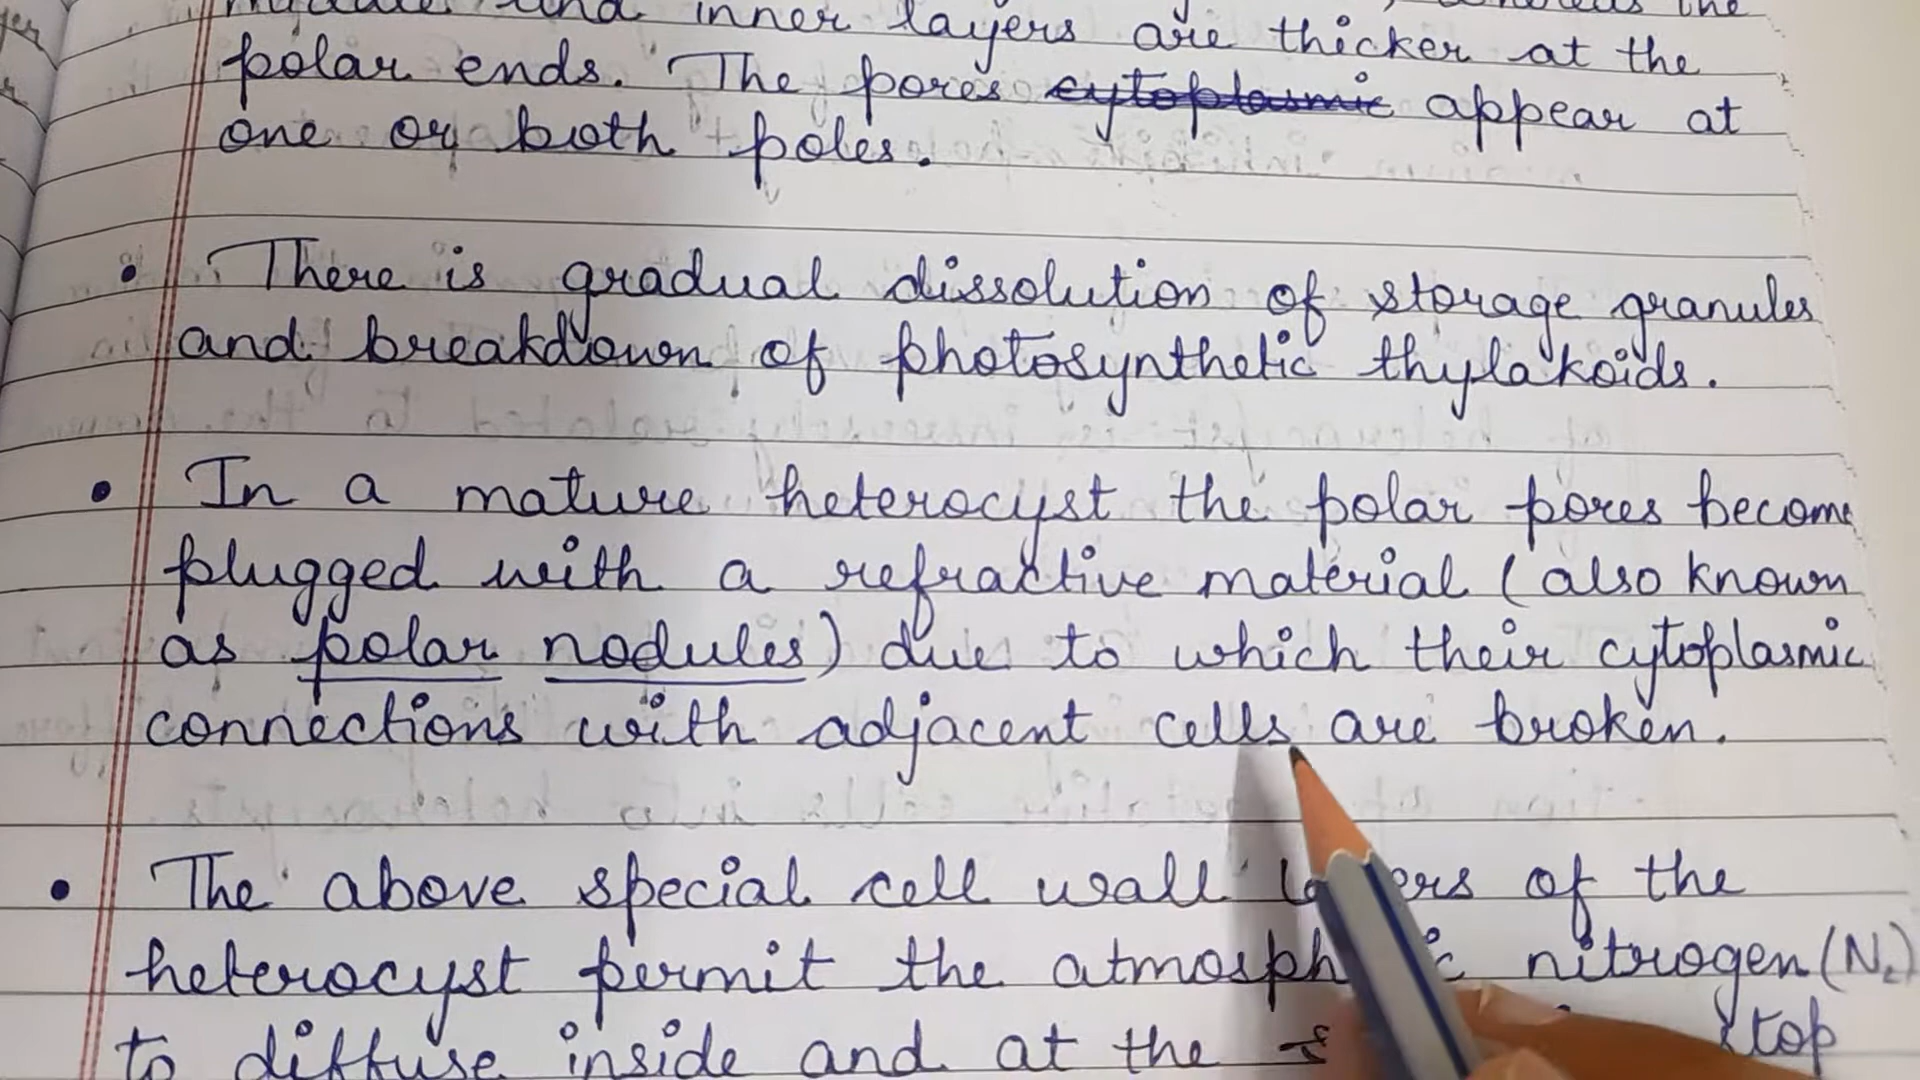 middle and inner layers are thicker at the
polar ends. The pores cytoplasmic appear at
one or both poles.
• There is gradual dissolution of storage granules
and breakdown of photosynthetic thylakoids.
• In a mature heterocyst the polar pores become
plugged with a refractive material (also known
as polar nodules) due to which their cytoplasmic
connections with adjacent cells are broken.
• The above special cell wall of the
heterocyst permit the nitrogen (N₂)
to diffuse inside and at the stop